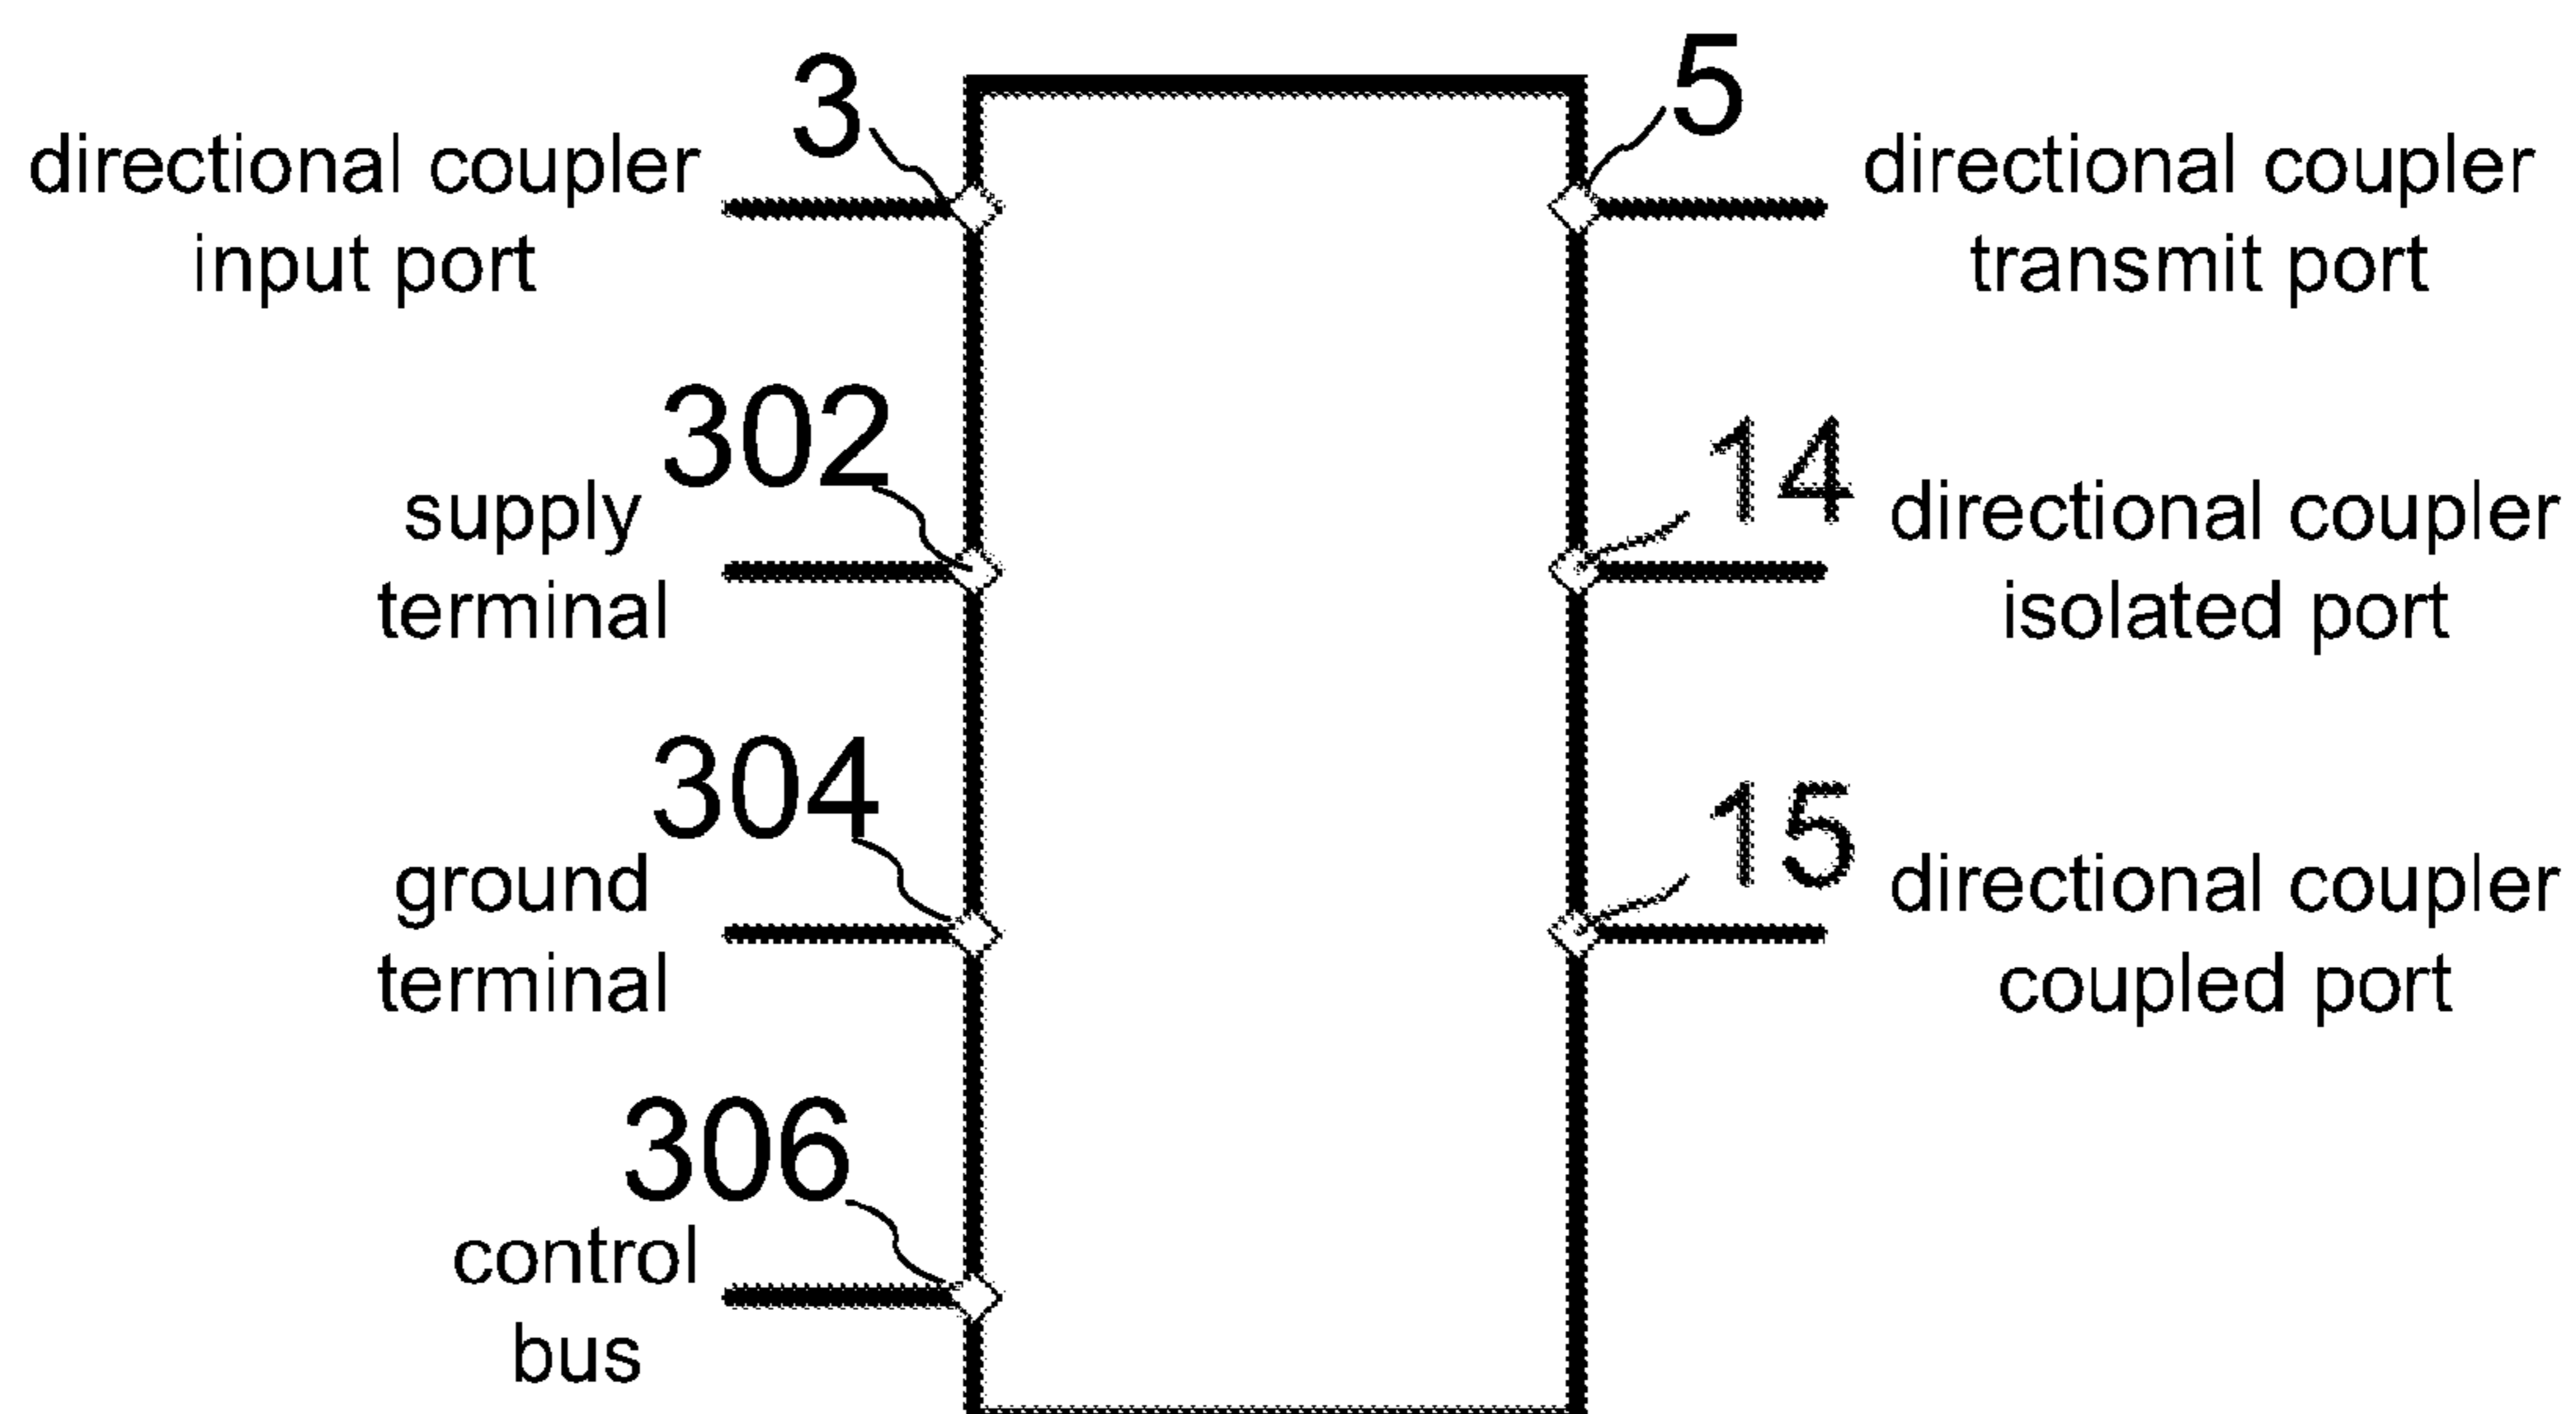 3
directional coupler
input port
5
directional coupler
transmit port
302
supply
terminal
14
directional coupler
isolated port
304
ground
terminal
15
directional coupler
coupled port
306
control
bus